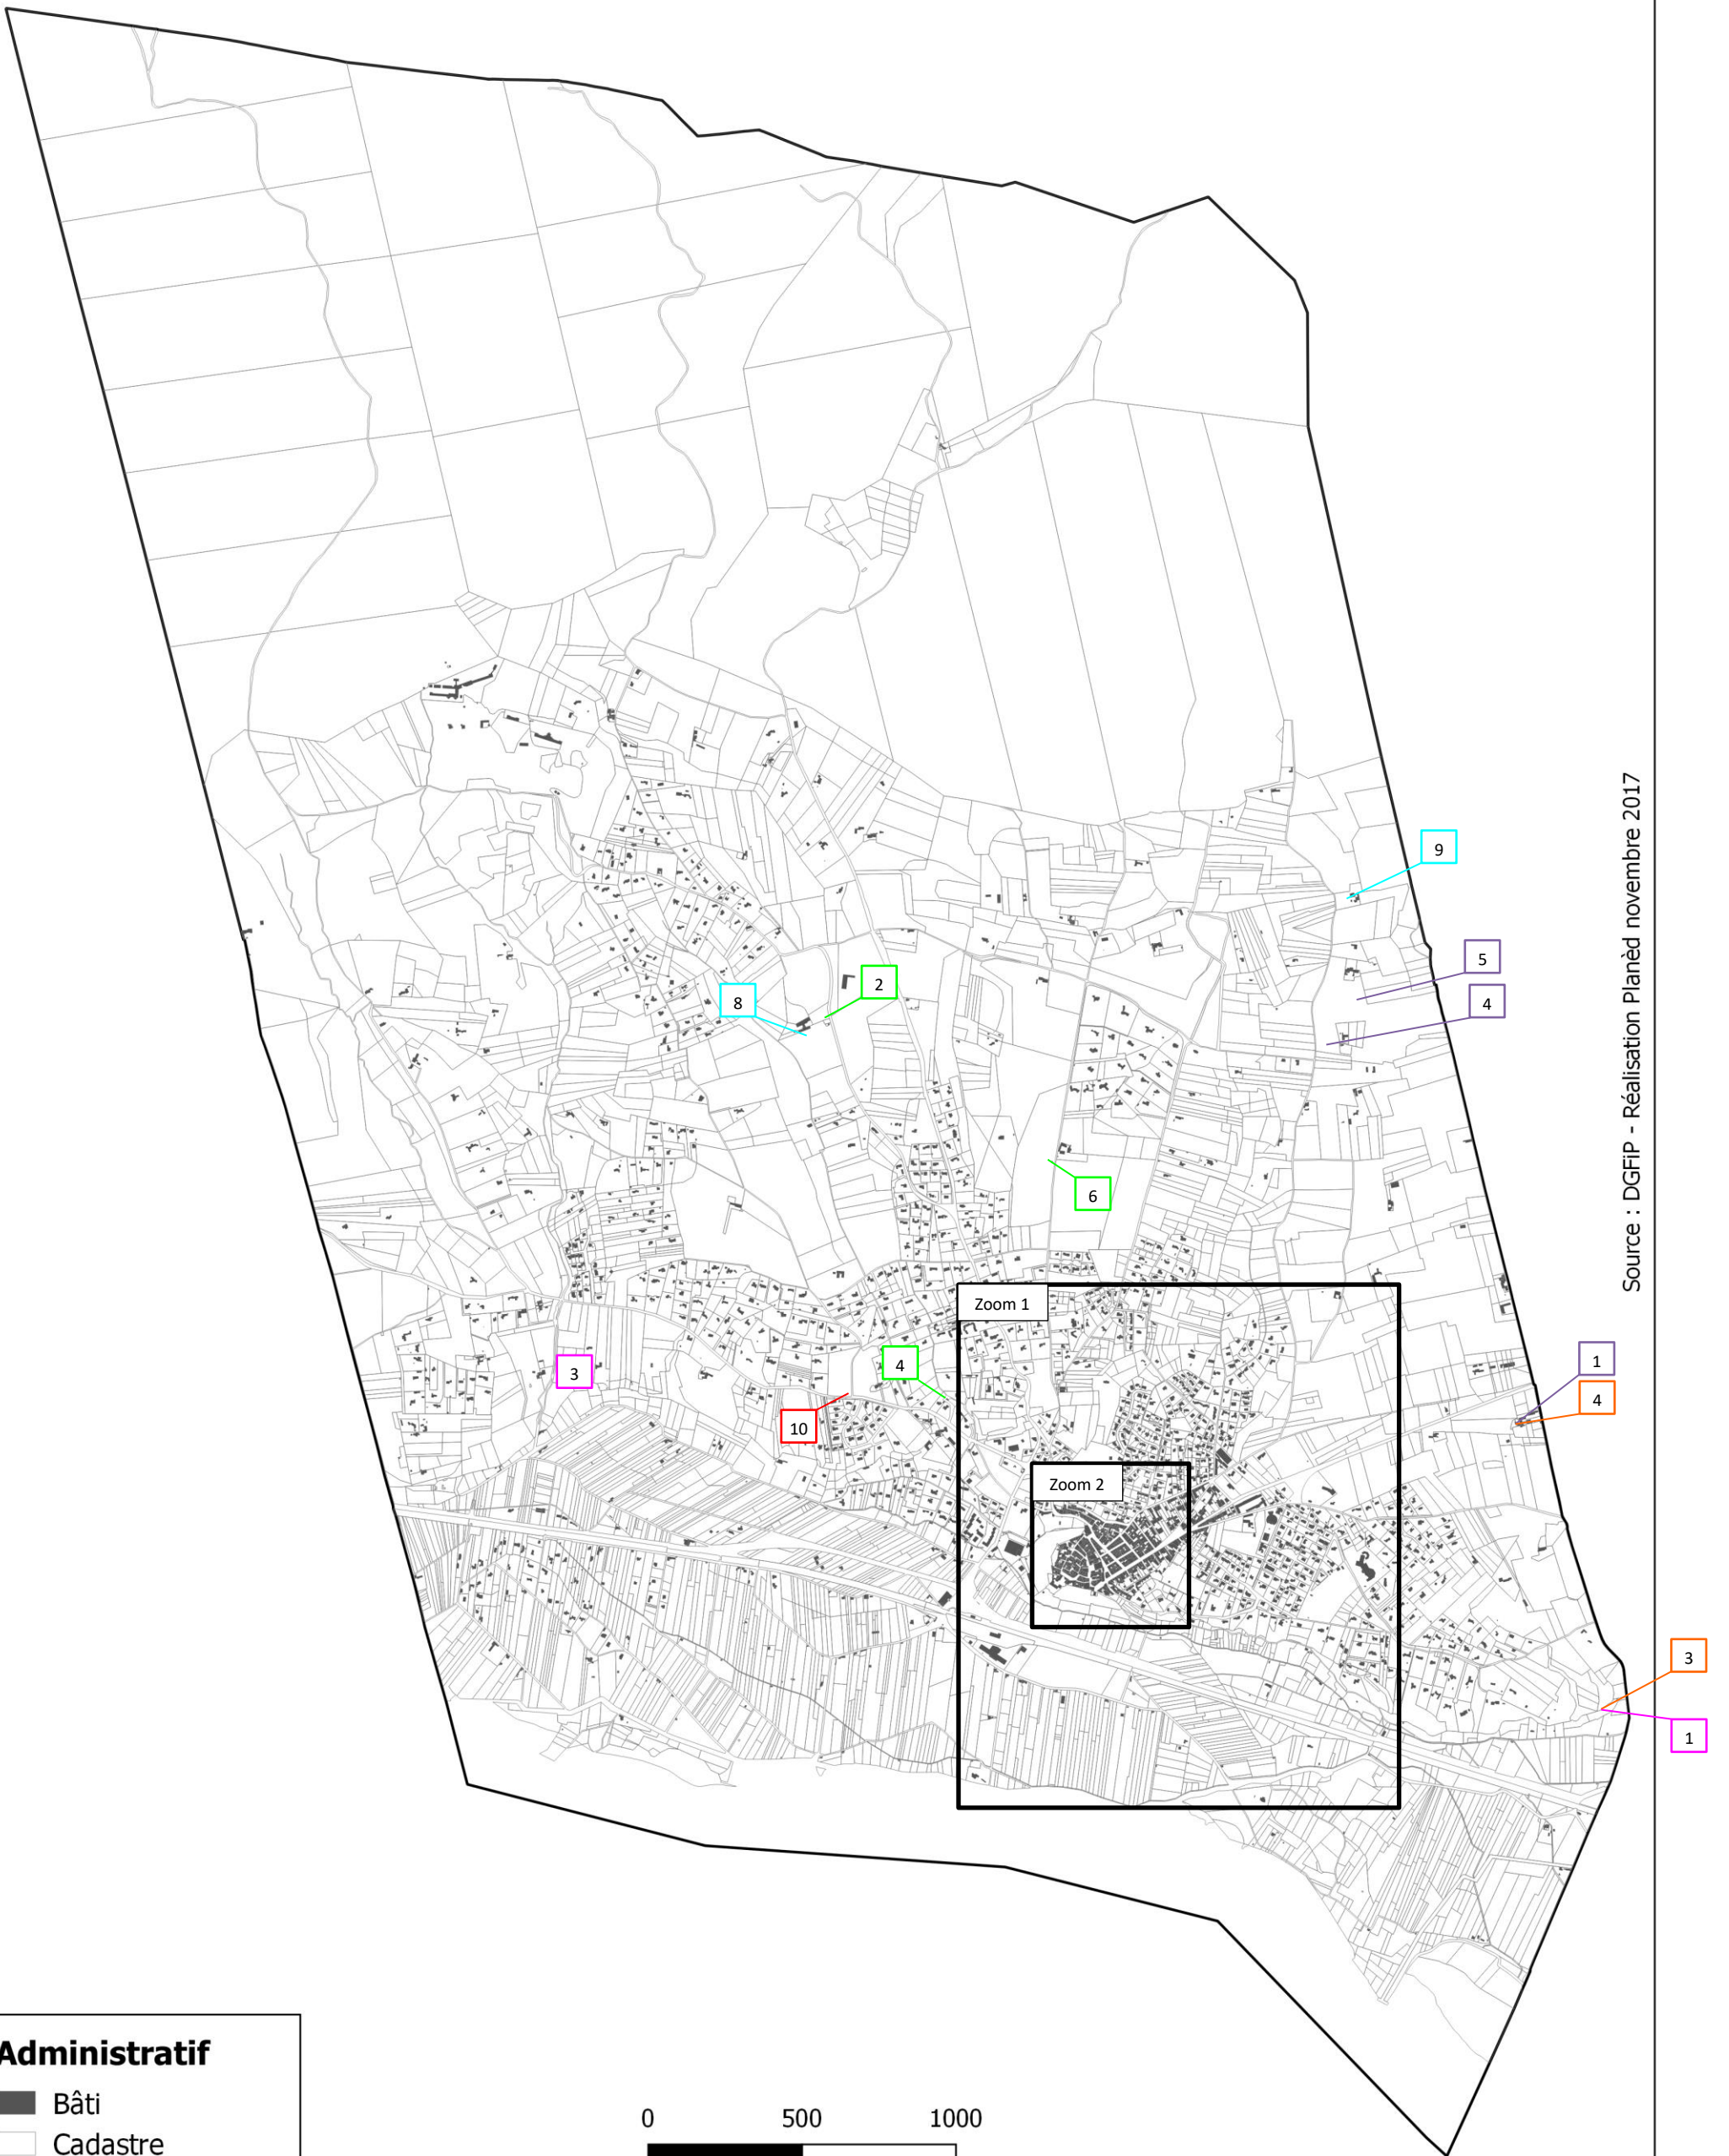 9
5
4
2
8
6
Source : DGFiP - Réalisation Planèd novembre 2017
Zoom 1
3
4
1
4
10
Zoom 2
3
1
Administratif
Bâti
Cadastre
0 500 1000